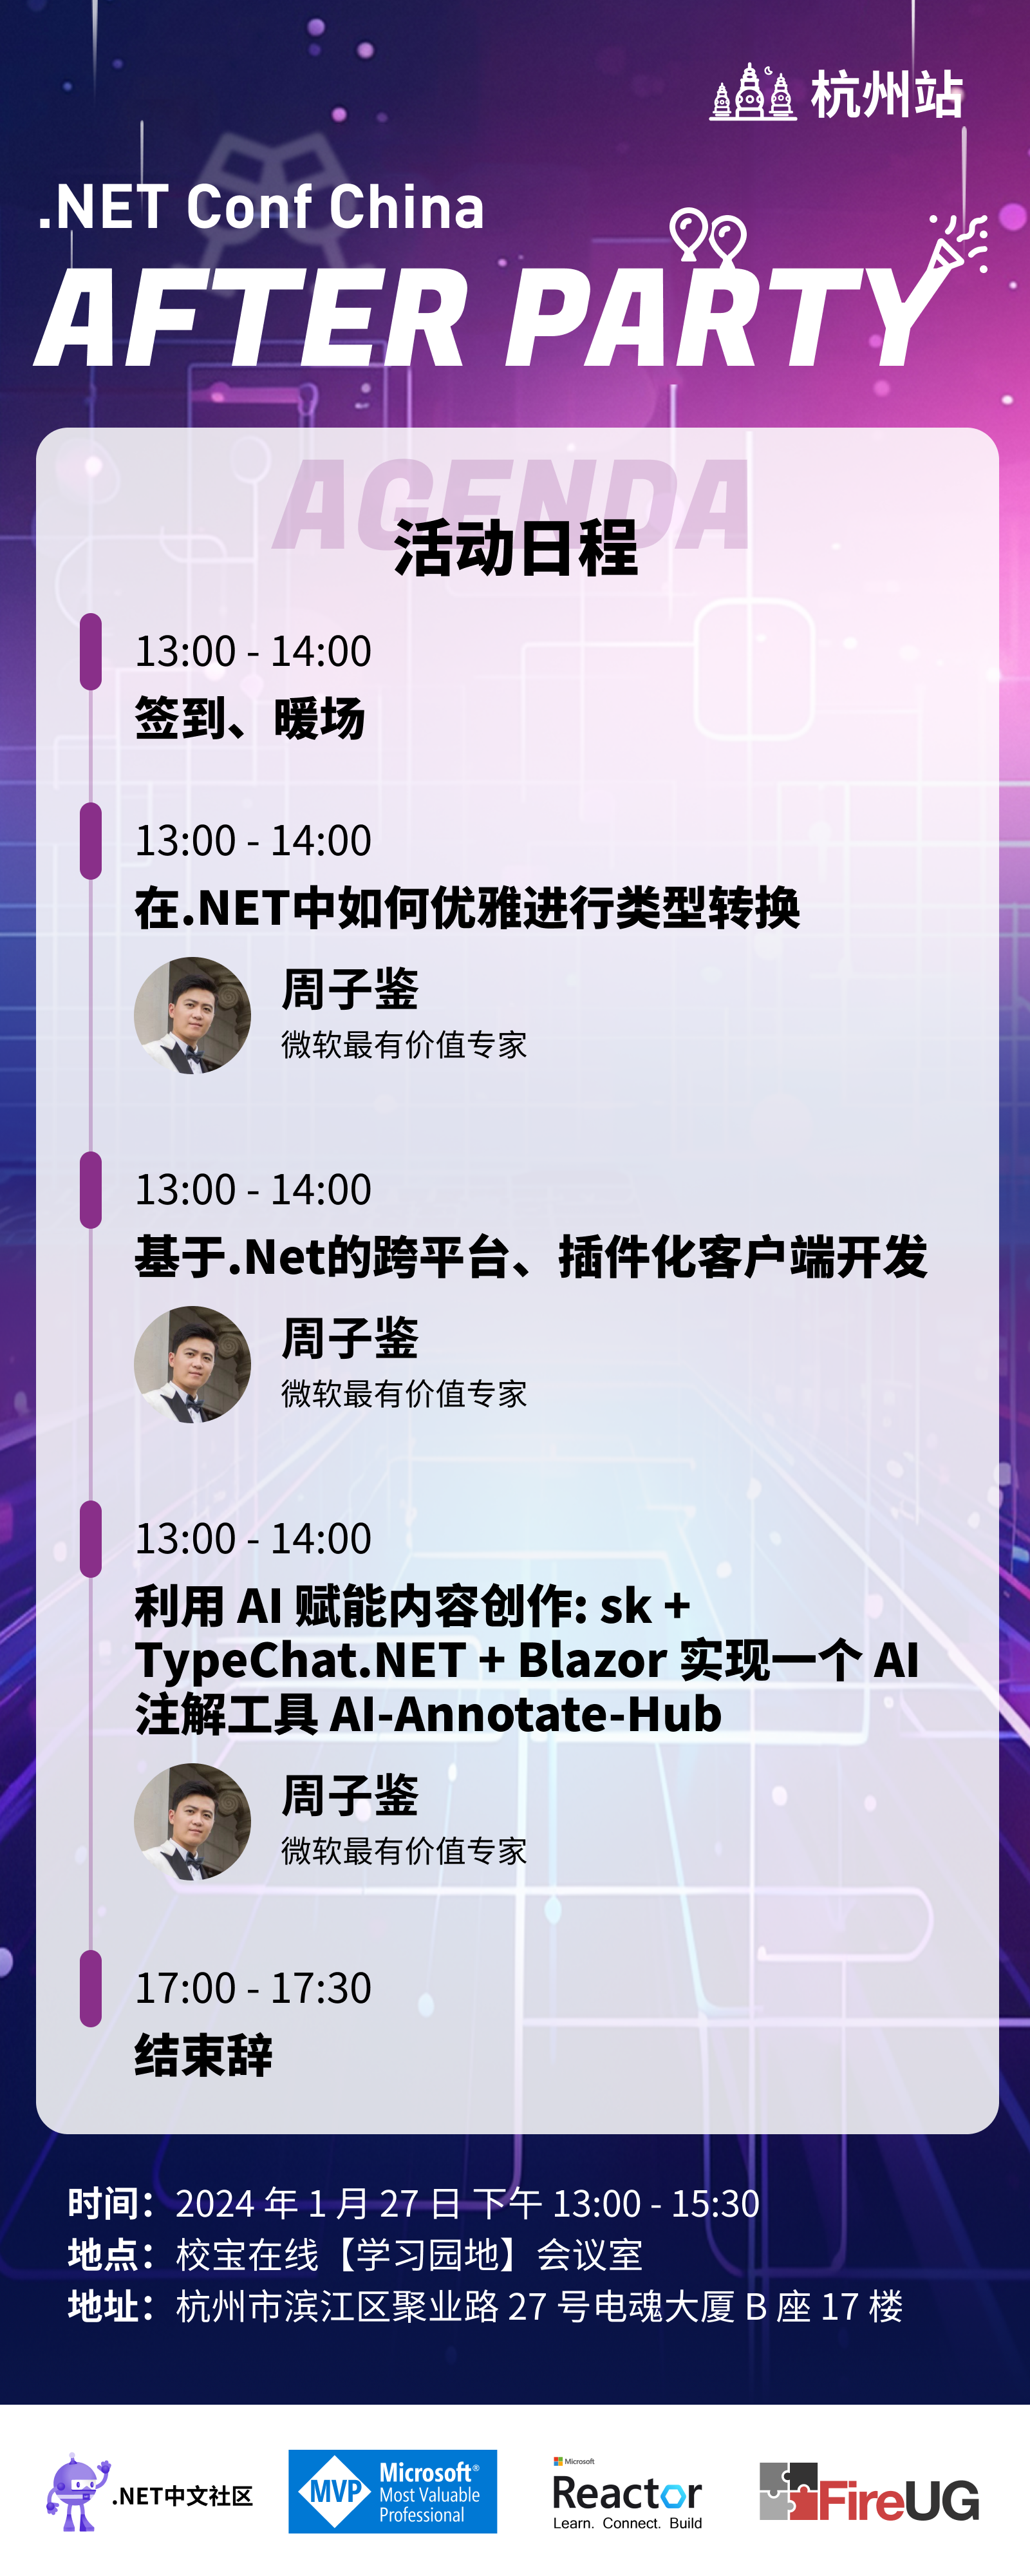 杭州站
.NET Conf China
AFTER PARTY
AGENDA
活动日程
13:00 - 14:00
签到、暖场
13:00 - 14:00
在.NET中如何优雅进行类型转换
周子鉴
微软最有价值专家
13:00 - 14:00
基于.Net的跨平台、插件化客户端开发
周子鉴
微软最有价值专家
13:00 - 14:00
利用 AI 赋能内容创作: sk +
TypeChat.NET + Blazor 实现一个 AI
注解工具 AI-Annotate-Hub
周子鉴
微软最有价值专家
17:00 - 17:30
结束辞
时间：2024 年 1 月 27 日 下午 13:00 - 15:30
地点：校宝在线【学习园地】会议室
地址：杭州市滨江区聚业路 27 号电魂大厦 B 座 17 楼
.NET中文社区
MVP
Microsoft®
Most Valuable
Professional
Microsoft
Reactor
Learn. Connect. Build
FireUG